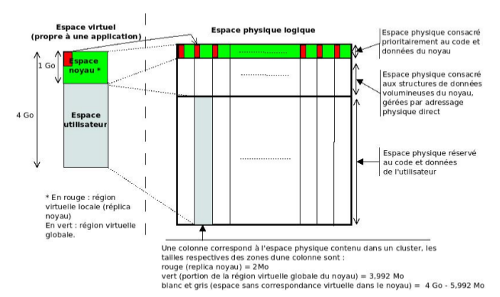 Espace virtuel
(propre à une application)
Espace physique logique
1 Go
Espace
noyau *
4 Go
Espace
utilisateur
Espace physique consacré
prioritairement au code et
données du noyau
Espace physique consacré
aux structures de données
volumineuses du noyau,
gérées par adressage
physique direct
Espace physique réservé
au code et données
de l'utilisateur
* En rouge : région
virtuelle locale (réplica
noyau)
En vert : région virtuelle
globale.
Une colonne correspond à l'espace physique contenu dans un cluster, les
tailles respectives des zones dune colonne sont :
rouge (replica noyau) = 2Mo
vert (portion de la région virtuelle globale du noyau) = 3,992 Mo
blanc et gris (espace sans correspondance virtuelle dans le noyau) = 4 Go - 5,992 Mo